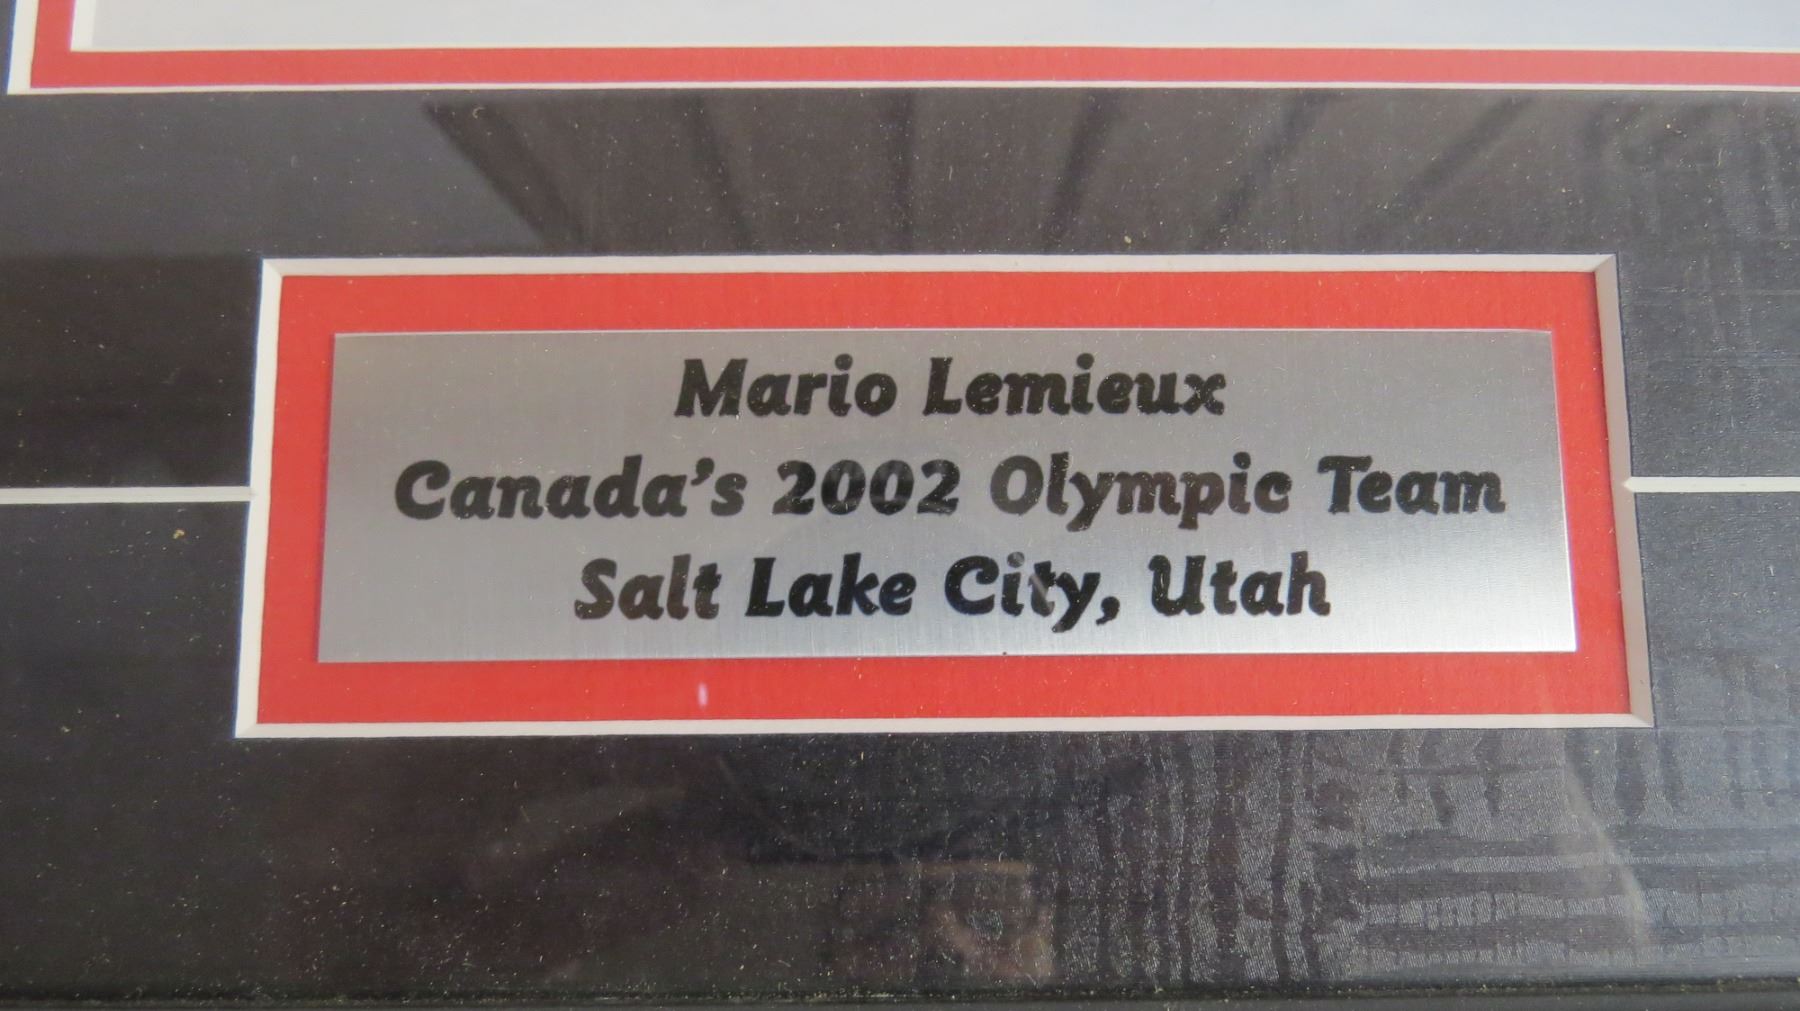 Mario Lemieux
Canada's 2002 Olympic Team
Salt Lake City, Utah